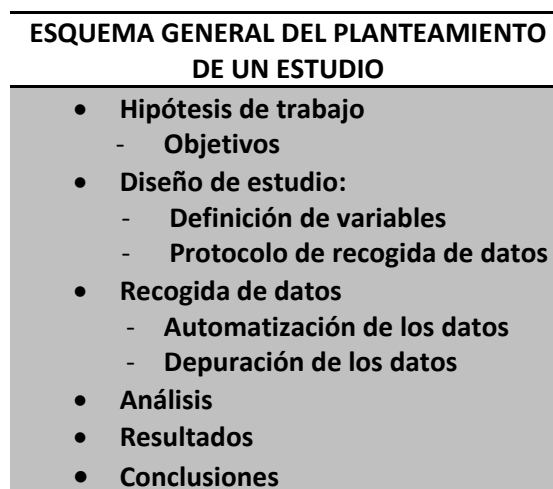 ESQUEMA GENERAL DEL PLANTEAMIENTO
DE UN ESTUDIO
• Hipótesis de trabajo
- Objetivos
• Diseño de estudio:
- Definición de variables
- Protocolo de recogida de datos
• Recogida de datos
- Automatización de los datos
- Depuración de los datos
• Análisis
• Resultados
• Conclusiones